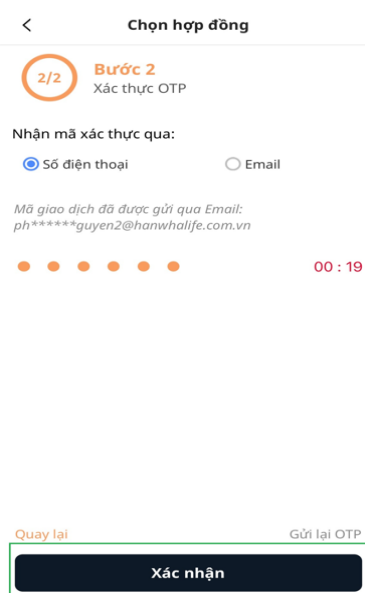 Chọn hợp đồng
2/2
Bước 2
Xác thực OTP
Nhận mã xác thực qua:
Số điện thoại
Email
Mã giao dịch đã được gửi qua Email:
ph******guyen2@hanwhalife.com.vn
00 : 19
Quay lại
Gửi lại OTP
Xác nhận